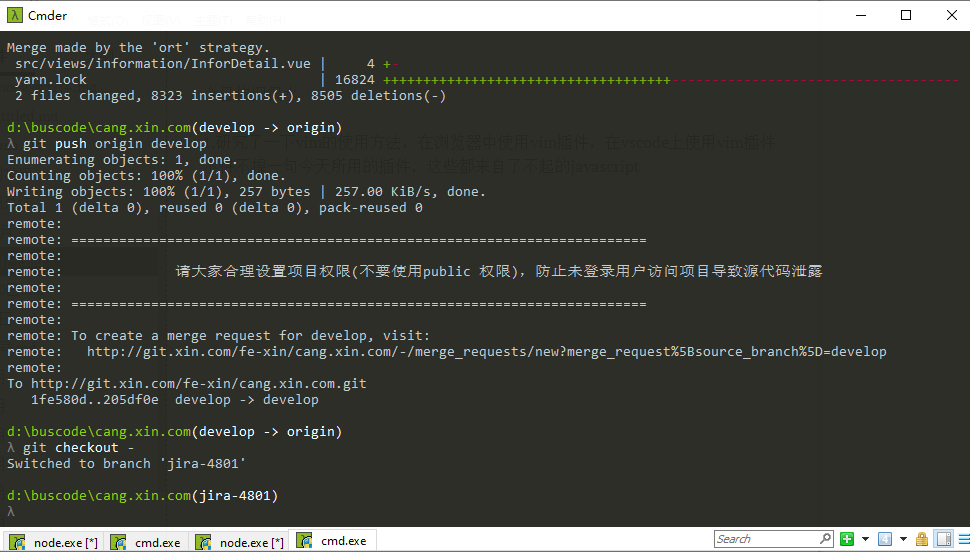 Cmder
Merge made by the 'ort' strategy.
 src/views/information/InforDetail.vue |     4 +-
 yarn.lock                             | 16824 ++++++++++++++++++++++++++++++++++++------------------------------------
 2 files changed, 8323 insertions(+), 8505 deletions(-)
d:\buscode\cang.xin.com(develop -> origin)
λ git push origin develop
Enumerating objects: 1, done.
Counting objects: 100% (1/1), done.
Writing objects: 100% (1/1), 257 bytes | 257.00 KiB/s, done.
Total 1 (delta 0), reused 0 (delta 0), pack-reused 0
remote:
remote: ========================================================================
remote:
remote:              请大家合理设置项目权限(不要使用public 权限)，防止未登录用户访问项目导致源代码泄露
remote:
remote: ========================================================================
remote:
remote: To create a merge request for develop, visit:
remote:   http://git.xin.com/fe-xin/cang.xin.com/-/merge_requests/new?merge_request%5Bsource_branch%5D=develop
remote:
To http://git.xin.com/fe-xin/cang.xin.com.git
   1fe580d..205df0e  develop -> develop
d:\buscode\cang.xin.com(develop -> origin)
λ git checkout -
Switched to branch 'jira-4801'
d:\buscode\cang.xin.com(jira-4801)
λ
node.exe [*] cmd.exe node.exe [*] cmd.exe Search